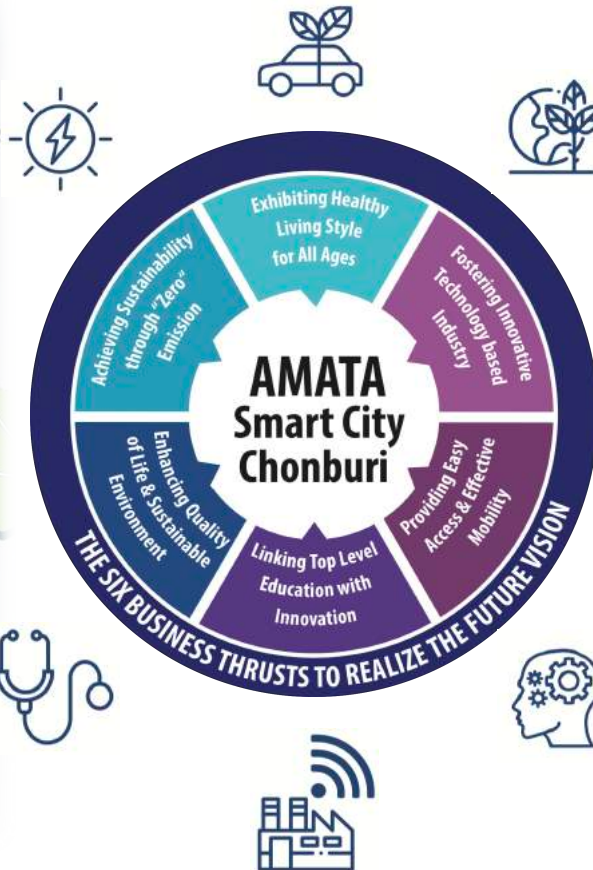 Exhibiting Healthy
Living Style
for All Ages
Fostering Innovative
Technology based
Industry
Providing Easy
Access & Effective
Mobility
Linking Top Level
Education with
Innovation
Enhancing Quality
of Life & Sustainable
Environment
Achieving Sustainability
through "Zero"
Emission
AMATA
Smart City
Chonburi
THE SIX BUSINESS THRUSTS TO REALIZE THE FUTURE VISION